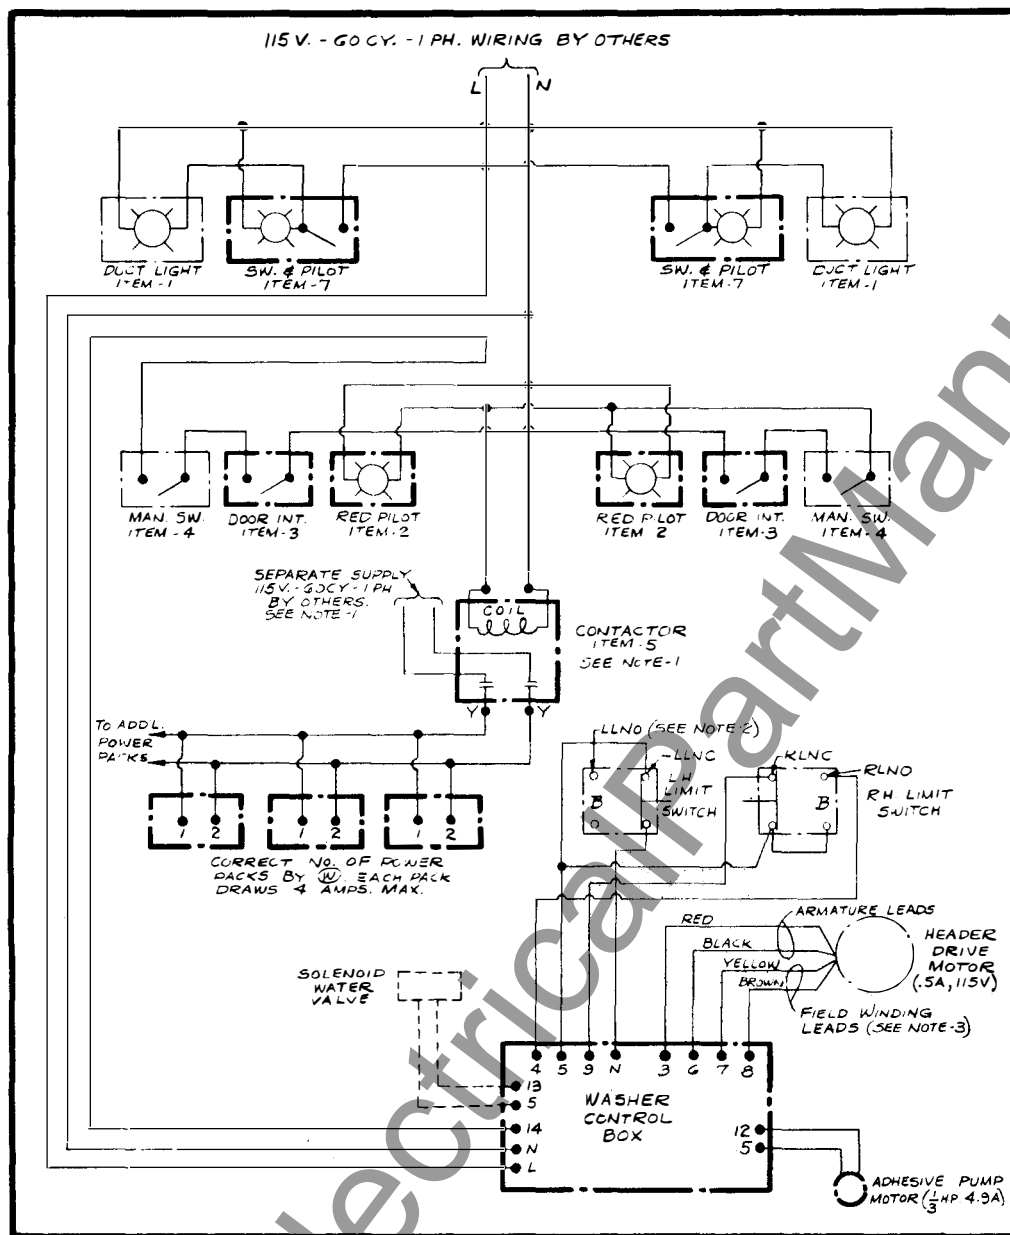 115 V. - 60 CY. - 1 PH. WIRING BY OTHERS
L N
DUCT LIGHT
ITEM-1
SW. & PILOT
ITEM-7
SW. & PILOT
ITEM-7
DUCT LIGHT
ITEM-1
MAN. SW.
ITEM-4
DOOR INT.
ITEM-3
RED PILOT
ITEM-2
RED PILOT
ITEM 2
DOOR INT.
ITEM-3
MAN. SW.
ITEM-4
SEPARATE SUPPLY
115V.-60CY-1PH
BY OTHERS.
SEE NOTE-1
COIL
CONTACTOR
ITEM-5
SEE NOTE-1
Y Y
TO ADD'L.
POWER
PACKS
1 2 1 2 1 2
CORRECT NO. OF POWER
PACKS BY W. EACH PACK
DRAWS 4 AMPS. MAX.
LLNO (SEE NOTE-2)
LLNC
L.H.
LIMIT
SWITCH
B
RLNC
RLNO
R.H. LIMIT
SWITCH
B
RED
BLACK
YELLOW
BROWN
ARMATURE LEADS
HEADER
DRIVE
MOTOR
(.5A, 115V)
FIELD WINDING
LEADS (SEE NOTE-3)
SOLENOID
WATER
VALVE
4 5 9 N 3 6 7 8
13
5
14
N
L
WASHER
CONTROL
BOX
12
5
ADHESIVE PUMP
MOTOR (1/3 HP 4.9A)
electricalPartManu